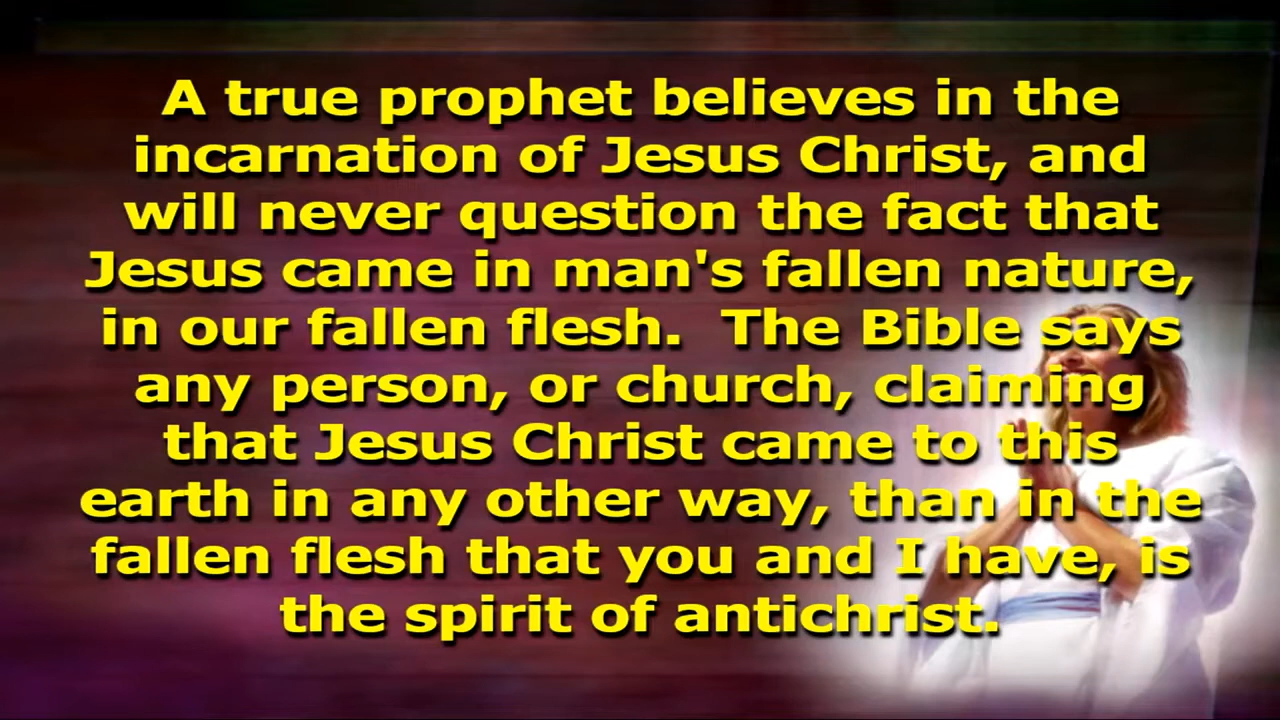 A true prophet believes in the
incarnation of Jesus Christ, and
will never question the fact that
Jesus came in man's fallen nature,
in our fallen flesh.  The Bible says
any person, or church, claiming
that Jesus Christ came to this
earth in any other way, than in the
fallen flesh that you and I have, is
the spirit of antichrist.